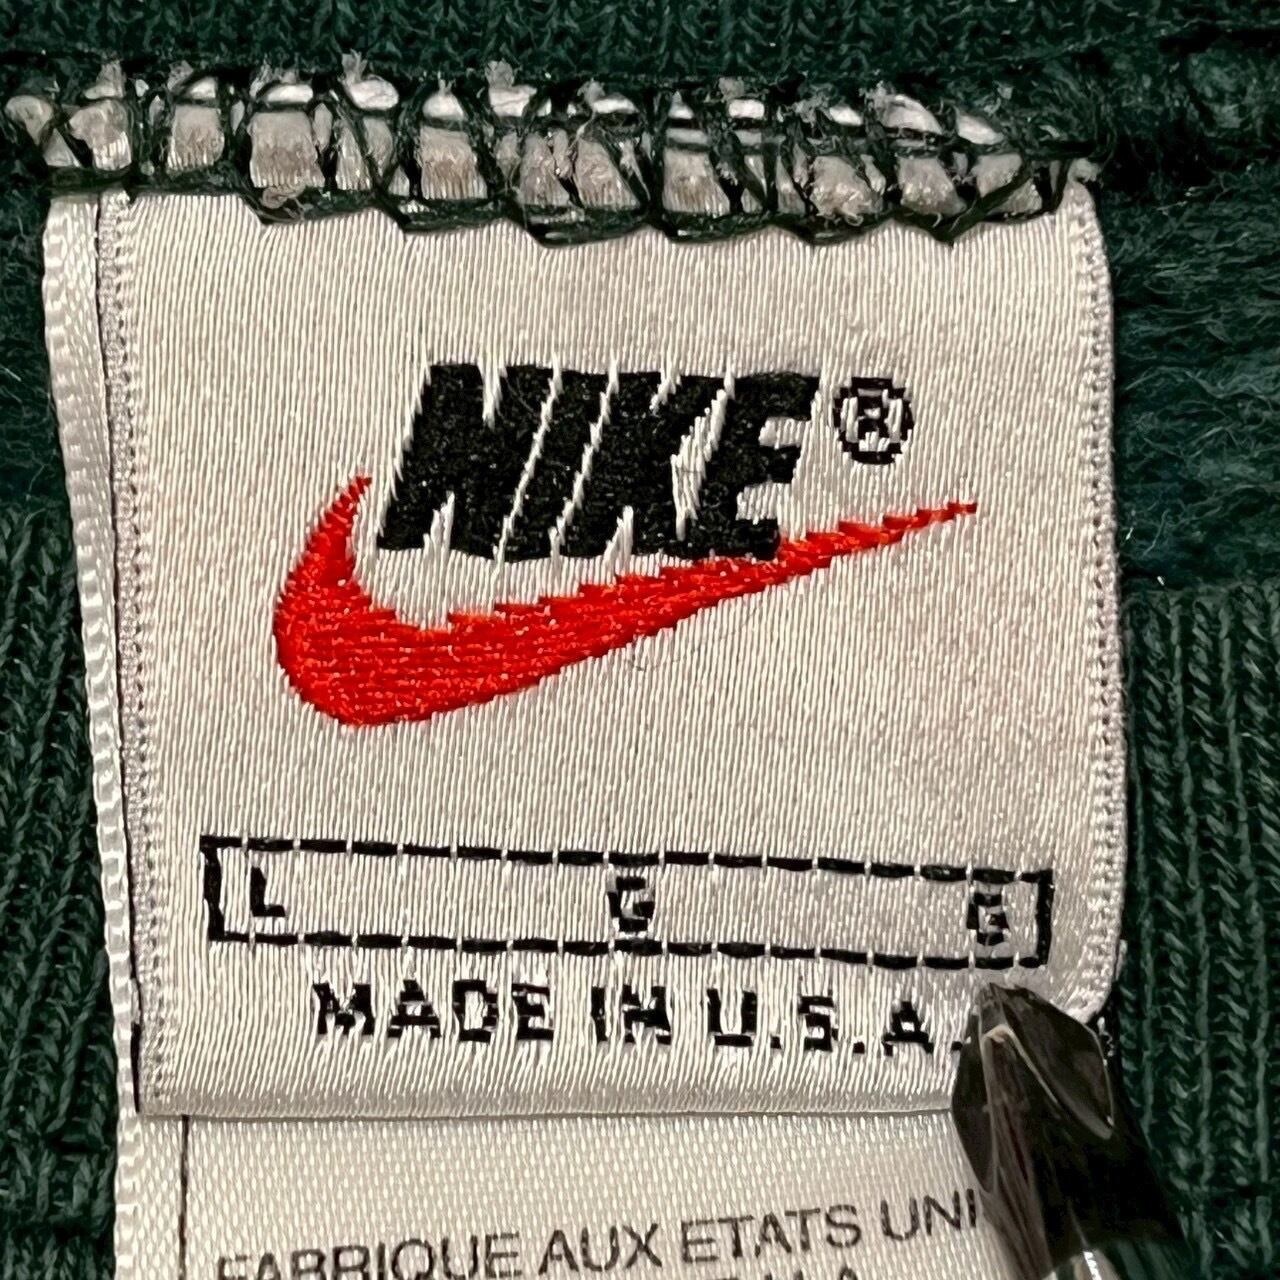 NIKE®
L G G
MADE IN U.S.A.
FABRIQUE AUX ETATS UNI